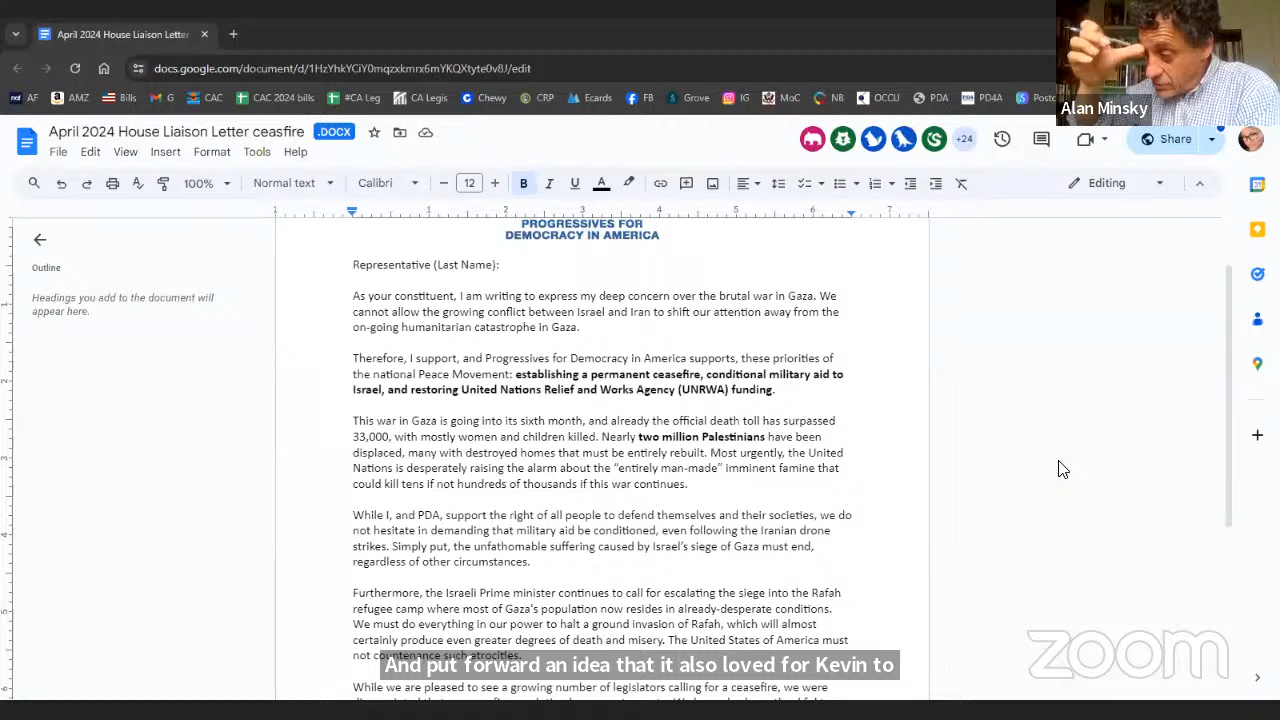 April 2024 House Liaison Letter
docs.google.com/document/d/1HzYhkYCiY0mqzxkmrx6mYKQXtyte0v8J/edit
AF AMZ Bills G CAC CAC 2024 bills #CA Leg CA Legis Chewy CRP Ecards FB Grove IG MoC NB OCCU PDA PD4A
Alan Minsky
April 2024 House Liaison Letter ceasfire .DOCX
+24 Share
File Edit View Insert Format Tools Help
100% Normal text Calibri 12 B I U A Editing
1 1 2 3 4 5 6 7
PROGRESSIVES FOR
DEMOCRACY IN AMERICA
Outline
Headings you add to the document will
appear here.
Representative (Last Name):
As your constituent, I am writing to express my deep concern over the brutal war in Gaza. We
cannot allow the growing conflict between Israel and Iran to shift our attention away from the
on-going humanitarian catastrophe in Gaza.
Therefore, I support, and Progressives for Democracy in America supports, these priorities of
the national Peace Movement: establishing a permanent ceasefire, conditional military aid to
Israel, and restoring United Nations Relief and Works Agency (UNRWA) funding.
This war in Gaza is going into its sixth month, and already the official death toll has surpassed
33,000, with mostly women and children killed. Nearly two million Palestinians have been
displaced, many with destroyed homes that must be entirely rebuilt. Most urgently, the United
Nations is desperately raising the alarm about the “entirely man-made” imminent famine that
could kill tens if not hundreds of thousands if this war continues.
While I, and PDA, support the right of all people to defend themselves and their societies, we do
not hesitate in demanding that military aid be conditioned, even following the Iranian drone
strikes. Simply put, the unfathomable suffering caused by Israel’s siege of Gaza must end,
regardless of other circumstances.
Furthermore, the Israeli Prime minister continues to call for escalating the siege into the Rafah
refugee camp where most of Gaza's population now resides in already-desperate conditions.
We must do everything in our power to halt a ground invasion of Rafah, which will almost
certainly produce even greater degrees of death and misery. The United States of America must
not countenance such atrocities.
And put forward an idea that it also loved for Kevin to
While we are pleased to see a growing number of legislators calling for a ceasefire, we were
zoom